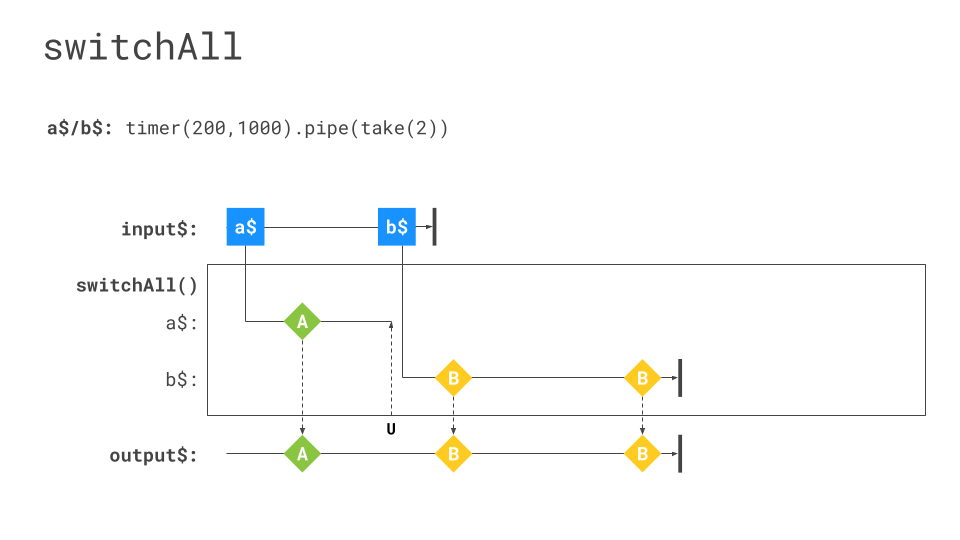 switchAll
a$/b$: timer(200,1000).pipe(take(2))
input$: a$ b$
switchAll()
a$: A
b$: B B
U
output$: A B B